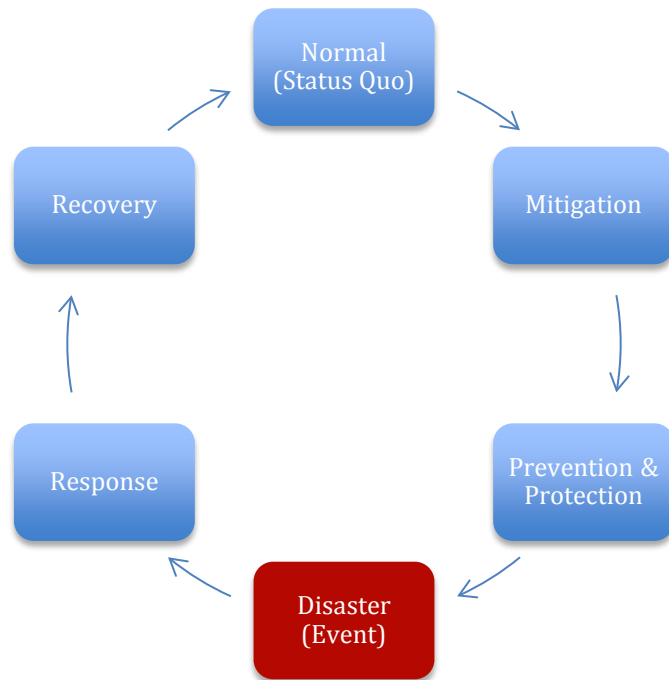 Normal
(Status Quo)
Mitigation
Prevention &
Protection
Disaster
(Event)
Response
Recovery